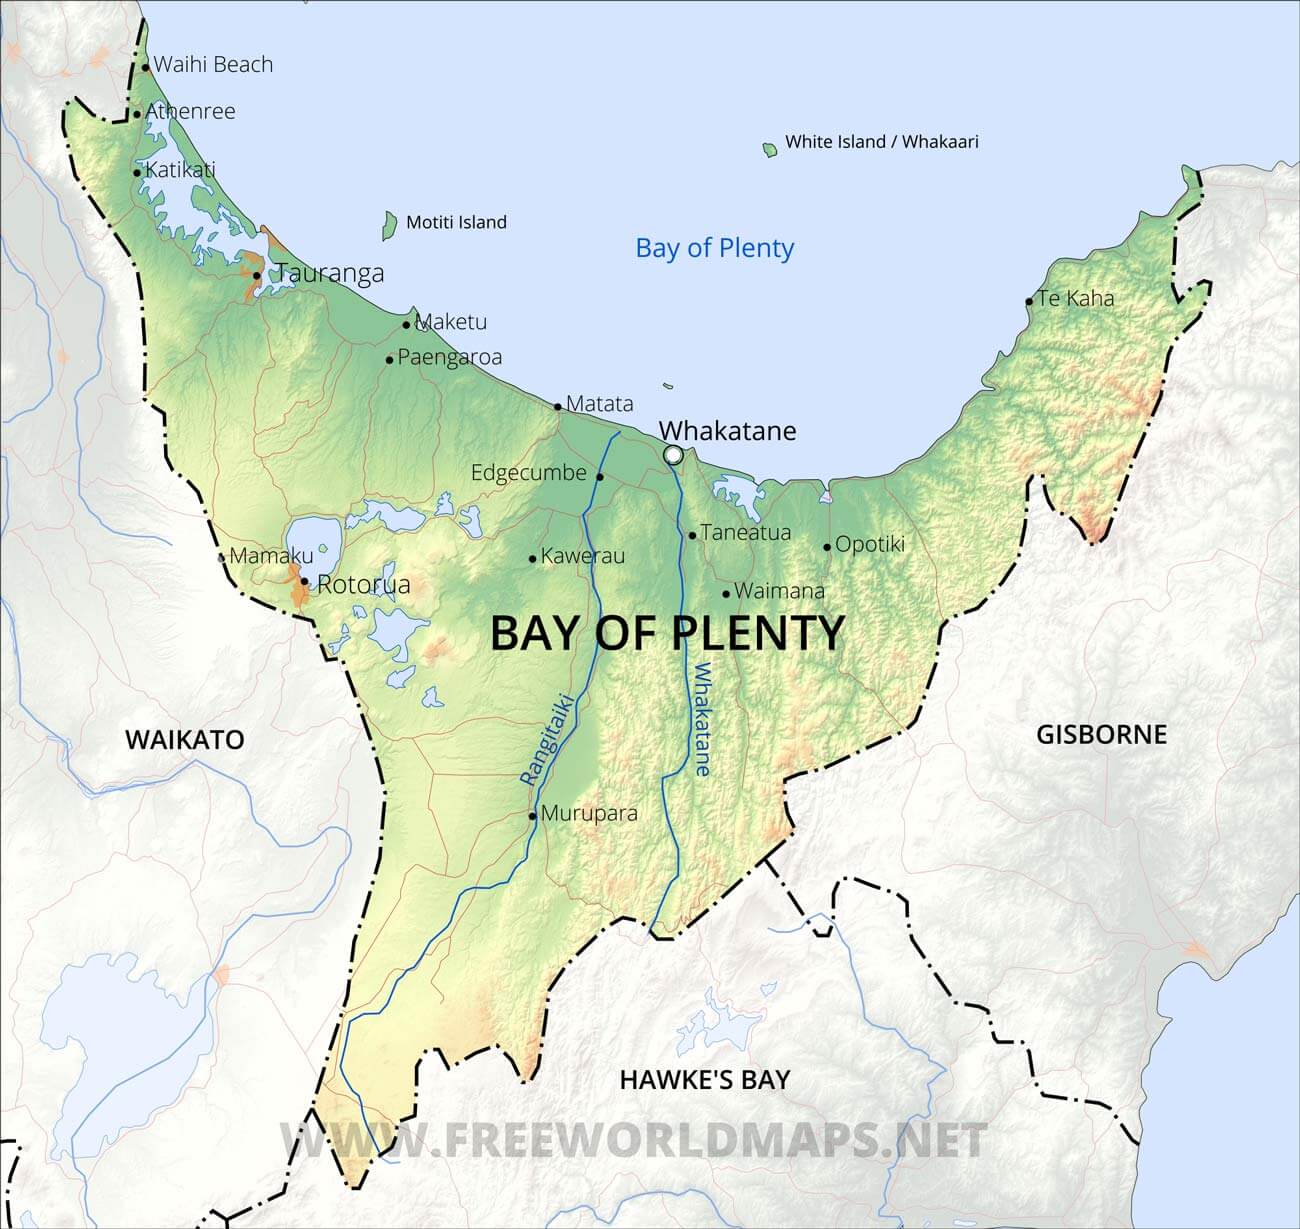 Waihi Beach
Athenree
White Island / Whakaari
Katikati
Motiti Island
Bay of Plenty
Tauranga
Te Kaha
Maketu
Paengaroa
Matata
Whakatane
Edgecumbe
Taneatua
Opotiki
Mamaku
Kawerau
Rotorua
Waimana
BAY OF PLENTY
Whakatane
Rangitaiki
WAIKATO
GISBORNE
Murupara
HAWKE'S BAY
WWW.FREEWORLDMAPS.NET